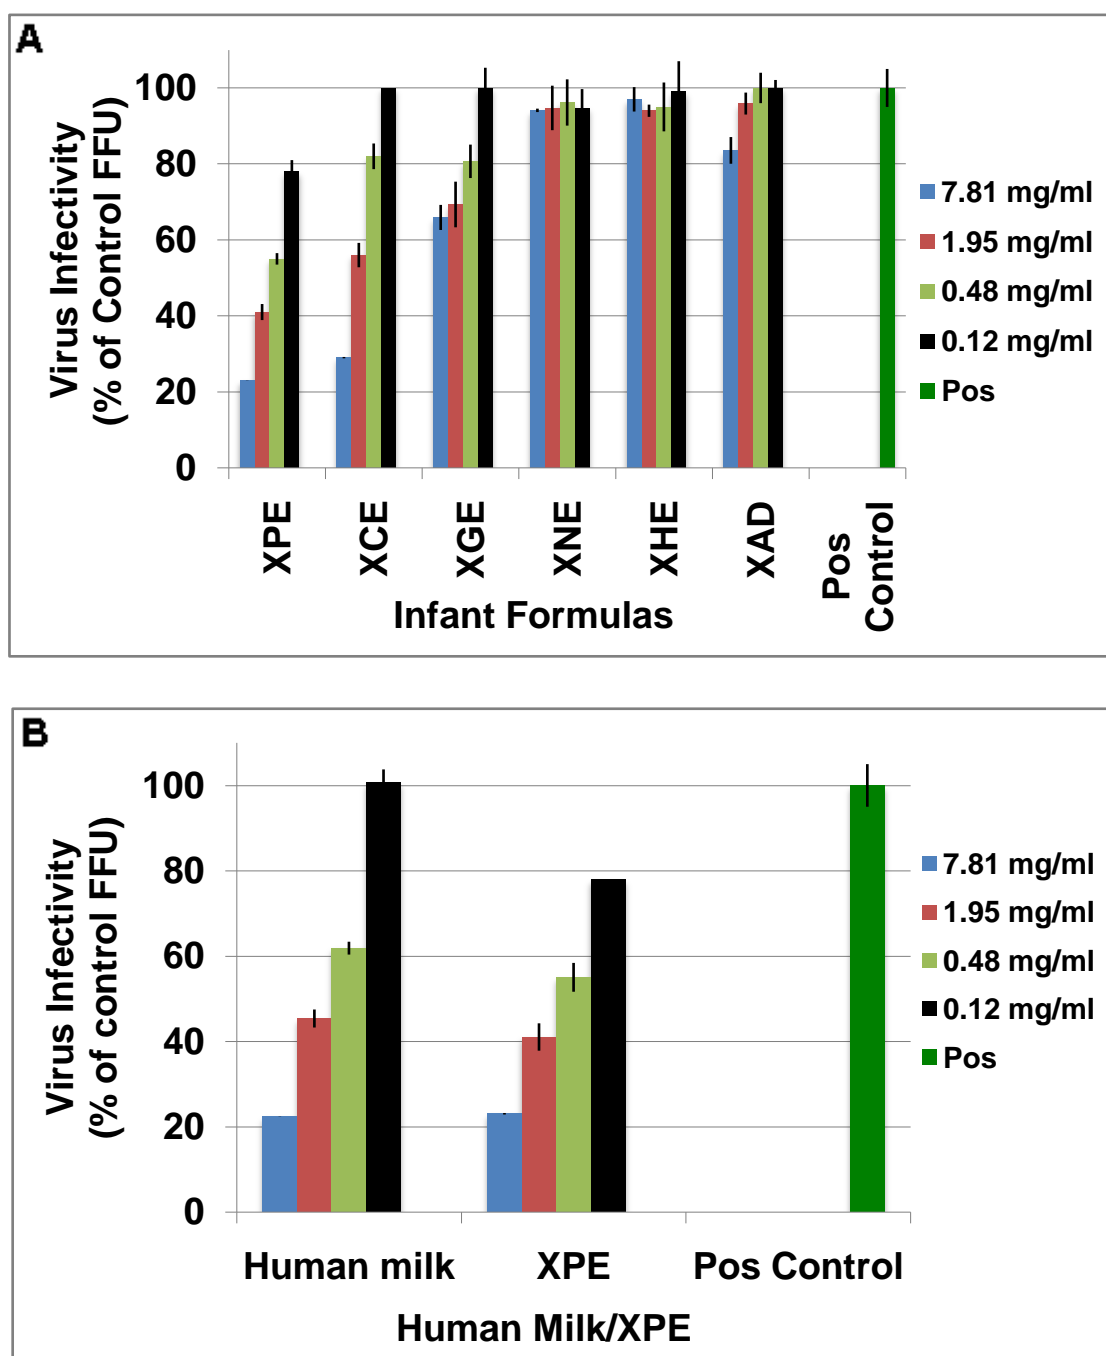 A
Virus Infectivity
(% of Control FFU)
100
80
60
40
20
0
XPE
XCE
XGE
XNE
XHE
XAD
Pos
Control
Infant Formulas
7.81 mg/ml
1.95 mg/ml
0.48 mg/ml
0.12 mg/ml
Pos
B
Virus Infectivity
(% of control FFU)
100
80
60
40
20
0
Human milk
XPE
Pos Control
Human Milk/XPE
7.81 mg/ml
1.95 mg/ml
0.48 mg/ml
0.12 mg/ml
Pos